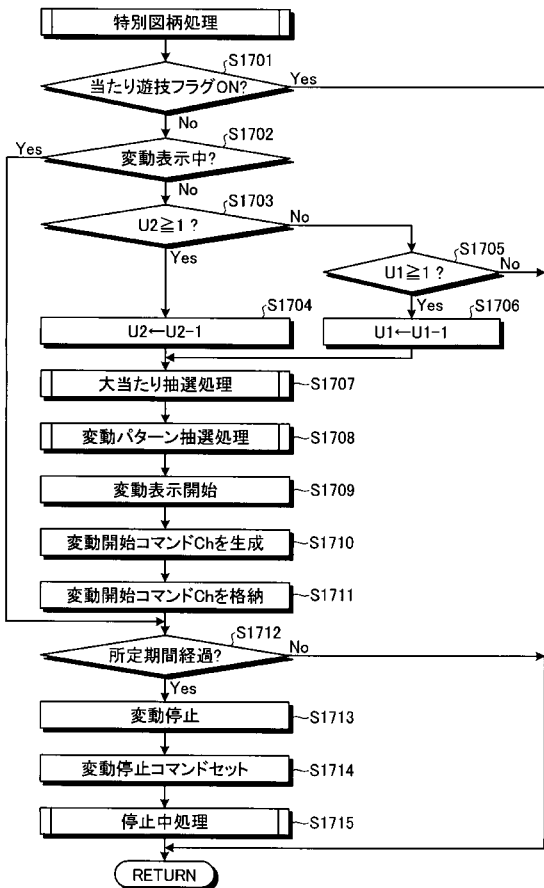 特別図柄処理
S1701
当たり遊技フラグON?
Yes
No
S1702
Yes
変動表示中?
No
S1703
U2≧1 ?
No
Yes
S1705
U1≧1 ?
No
Yes
S1704
U2←U2-1
S1706
U1←U1-1
大当たり抽選処理
S1707
変動パターン抽選処理
S1708
変動表示開始
S1709
変動開始コマンドChを生成
S1710
変動開始コマンドChを格納
S1711
S1712
所定期間経過?
No
Yes
変動停止
S1713
変動停止コマンドセット
S1714
停止中処理
S1715
RETURN